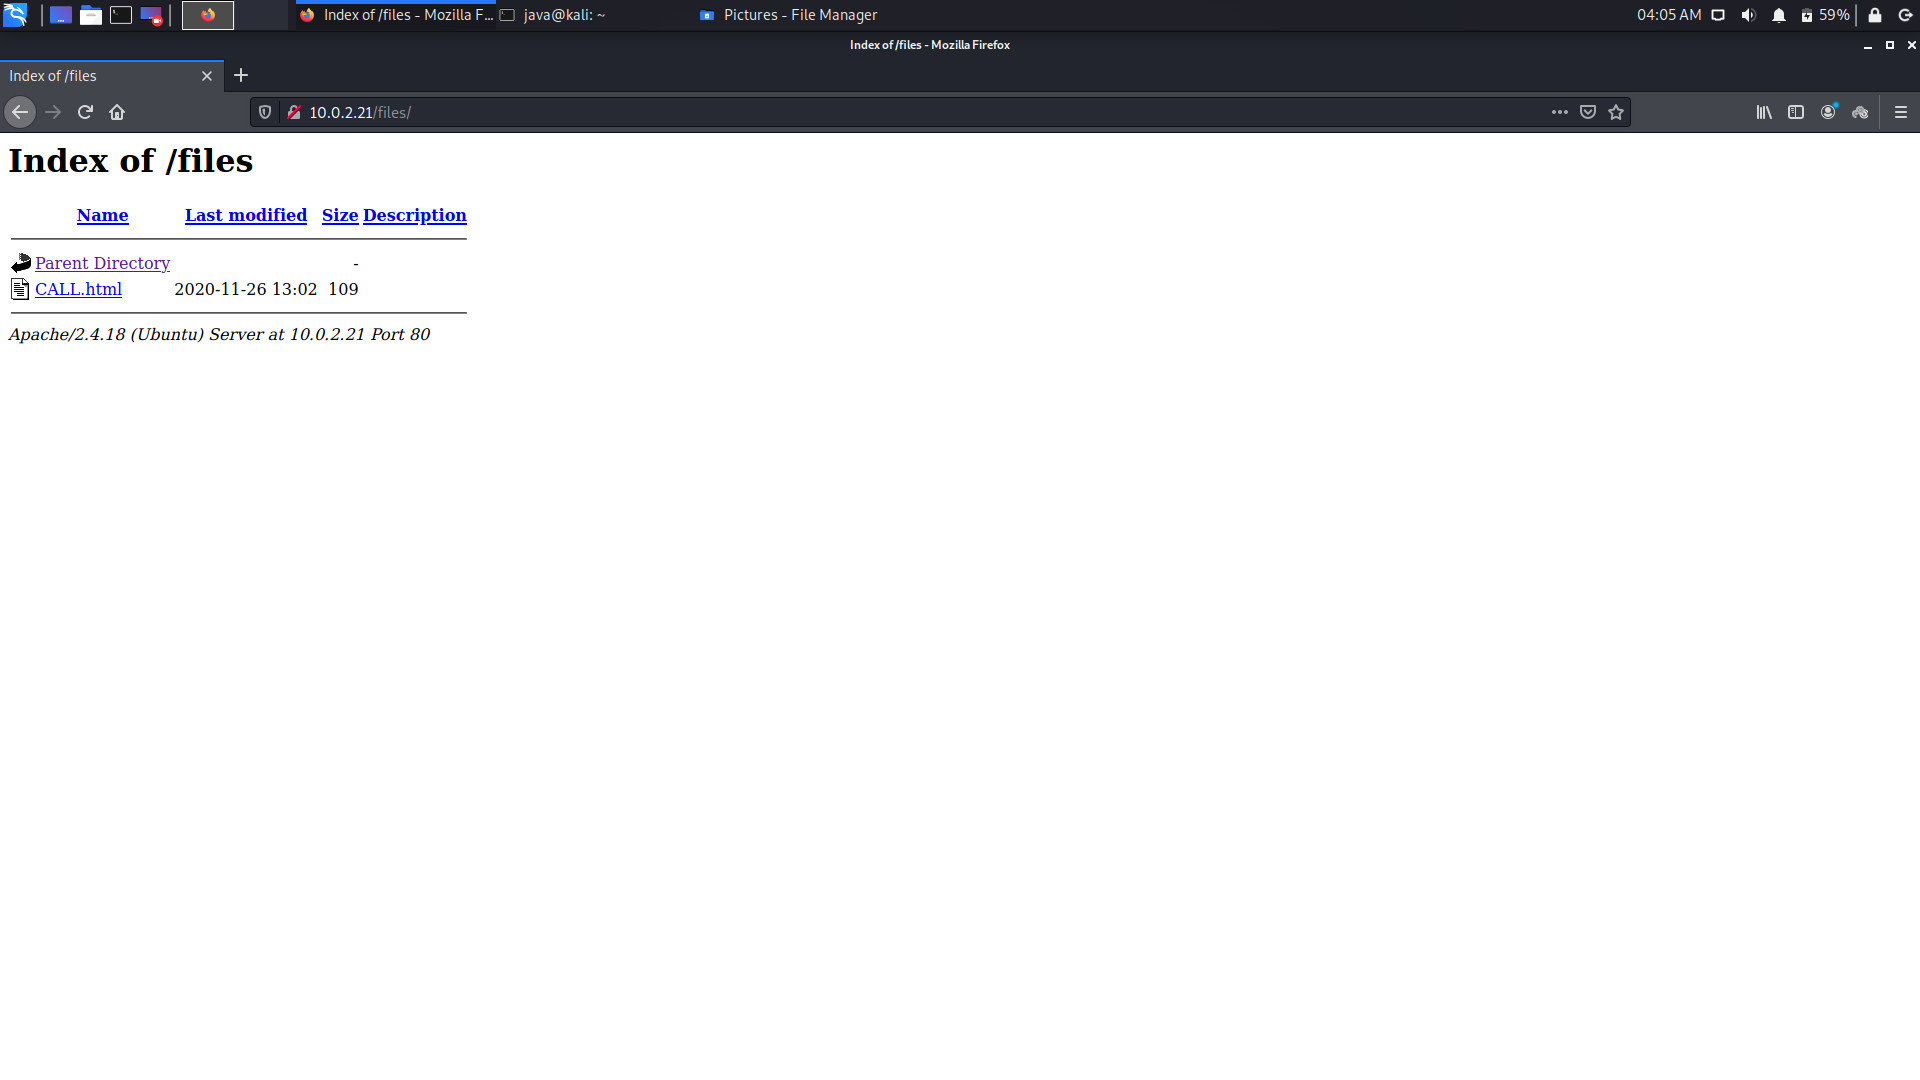 Index of /files - Mozilla F... java@kali: ~ Pictures - File Manager 04:05 AM 59%
Index of /files - Mozilla Firefox
Index of /files
10.0.2.21/files/
Index of /files
Name Last modified Size Description
Parent Directory -
CALL.html 2020-11-26 13:02 109
Apache/2.4.18 (Ubuntu) Server at 10.0.2.21 Port 80